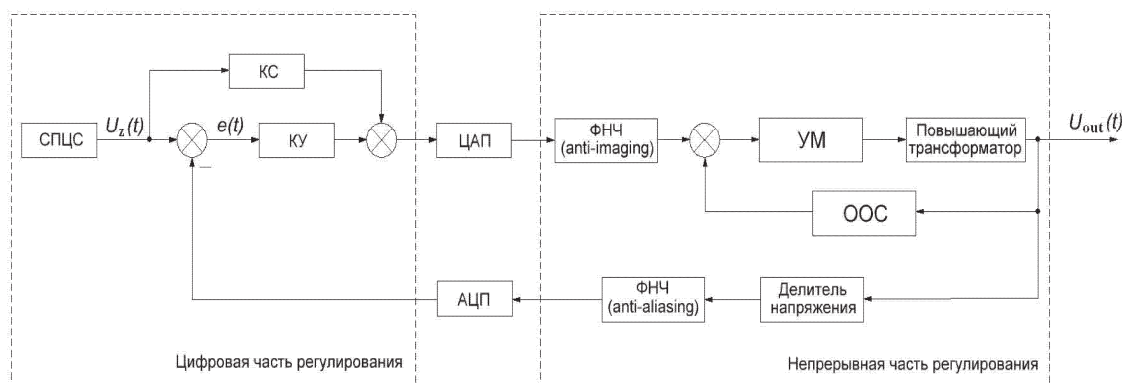 КС
СПЦС
U_z(t)
e(t)
КУ
ЦАП
ФНЧ
(anti-imaging)
УМ
Повышающий
трансформатор
U_out(t)
ООС
АЦП
ФНЧ
(anti-aliasing)
Делитель
напряжения
Цифровая часть регулирования
Непрерывная часть регулирования